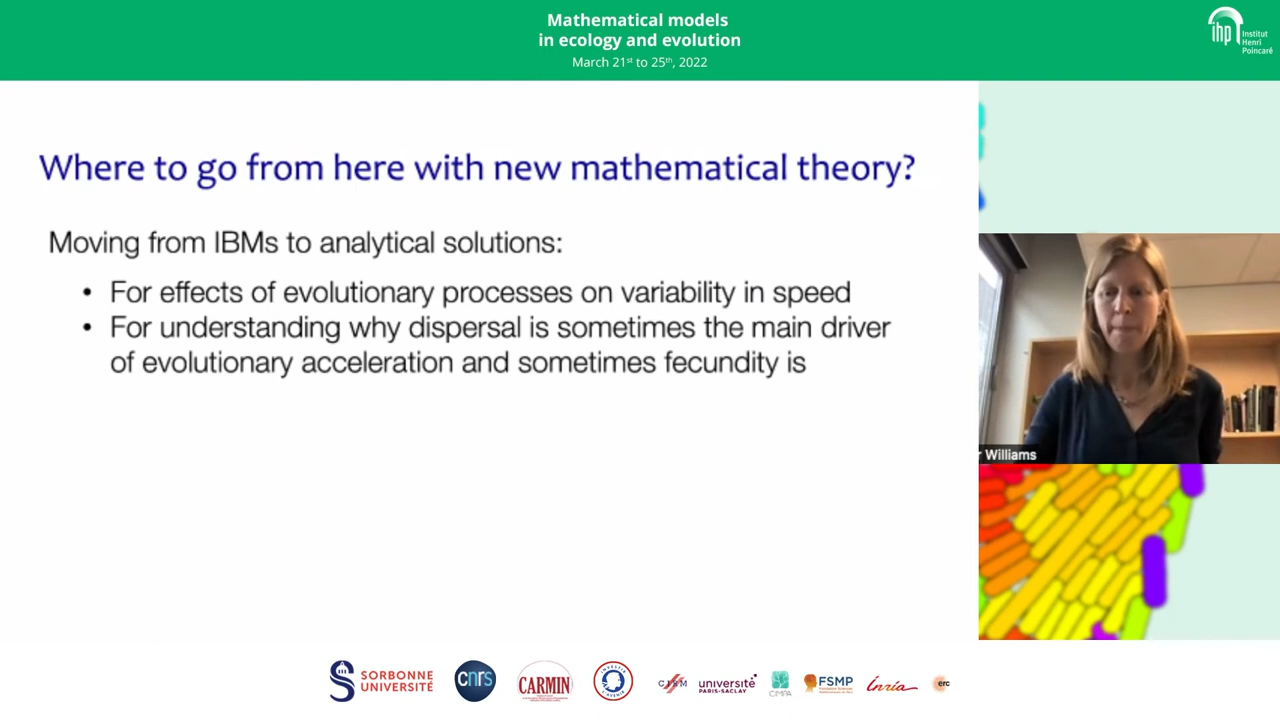 Mathematical models
in ecology and evolution
March 21st to 25th, 2022
ihp Institut
Henri
Poincaré
Where to go from here with new mathematical theory?
Moving from IBMs to analytical solutions:
• For effects of evolutionary processes on variability in speed
• For understanding why dispersal is sometimes the main driver
of evolutionary acceleration and sometimes fecundity is
r Williams
SORBONNE
UNIVERSITÉ
cnrs
CARMIN
CIRM
université
PARIS-SACLAY
CIMPA
FSMP
Inria
erc